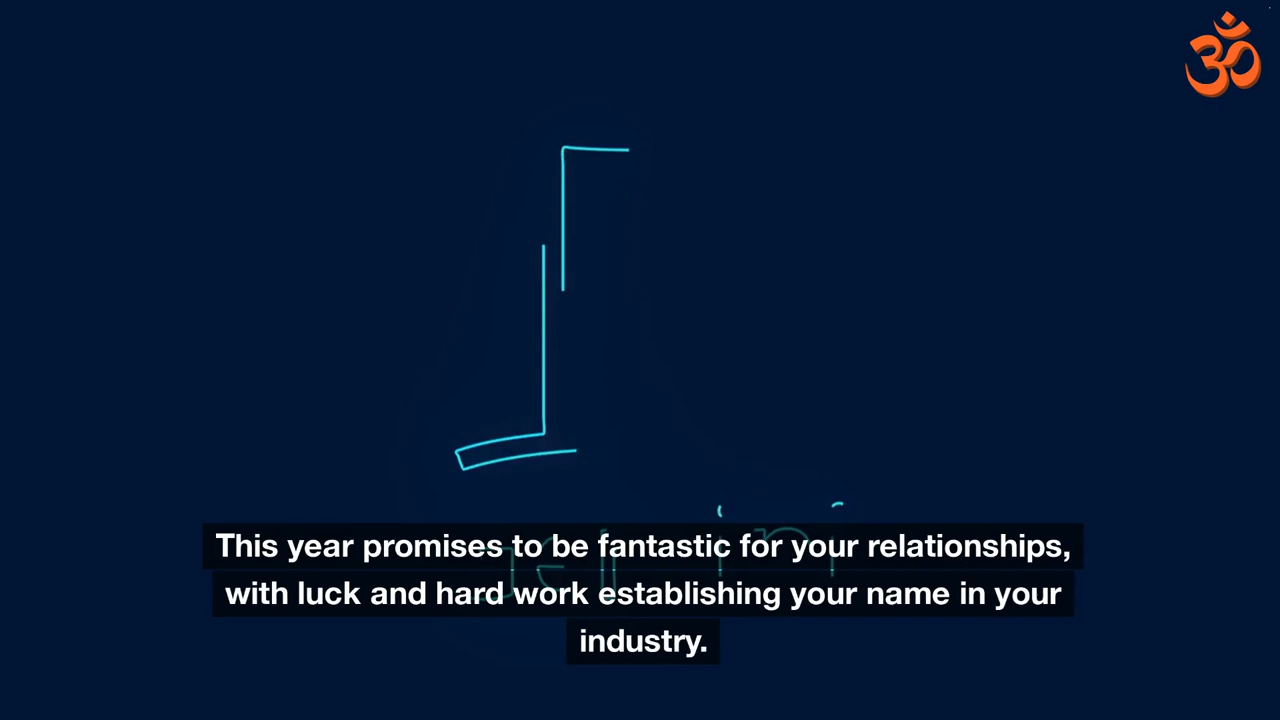 ॐ
This year promises to be fantastic for your relationships,
with luck and hard work establishing your name in your
industry.